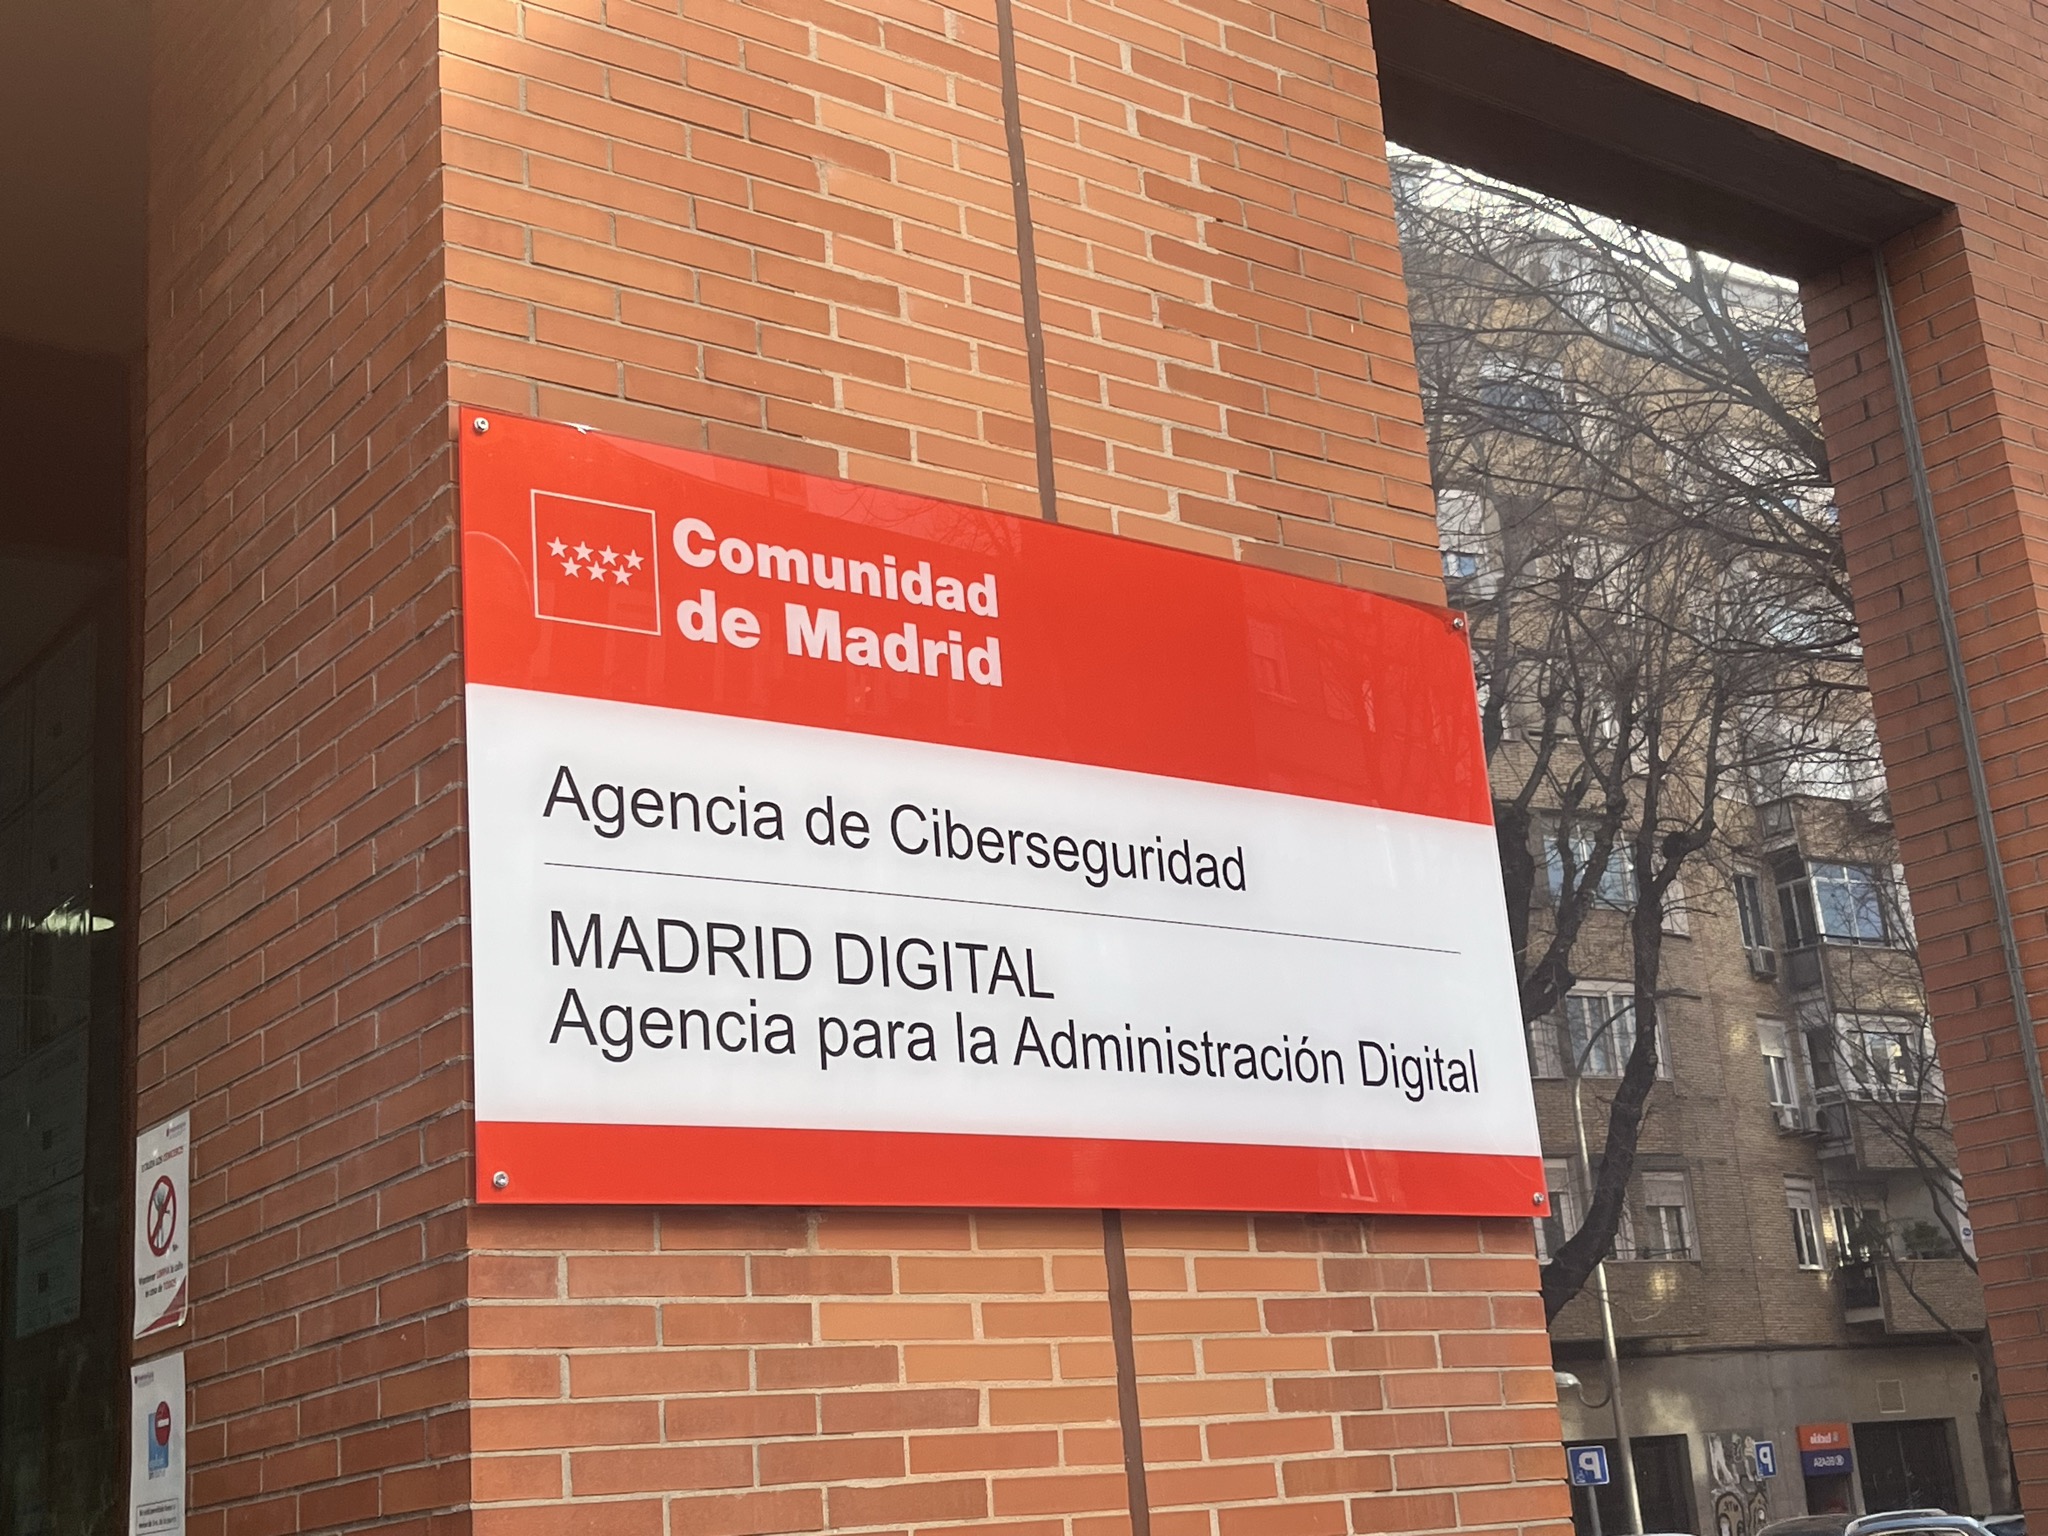 Comunidad
de Madrid
Agencia de Ciberseguridad
MADRID DIGITAL
Agencia para la Administración Digital
P
P